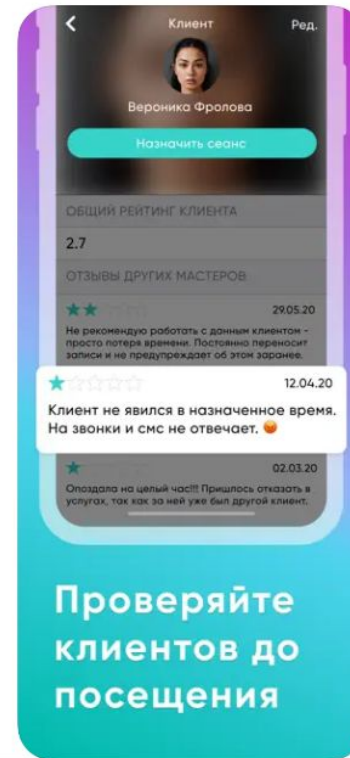 Клиент
Ред.
Вероника Фролова
Назначить сеанс
ОБЩИЙ РЕЙТИНГ КЛИЕНТА
2.7
ОТЗЫВЫ ДРУГИХ МАСТЕРОВ
29.05.20
Не рекомендую работать с данным клиентом -
просто потеря времени. Постоянно переносит
записи и не предупреждает об этом заранее.
12.04.20
Клиент не явился в назначенное время.
На звонки и смс не отвечает. 😡
02.03.20
Опоздала на целый час!!! Пришлось отказать в
услугах, так как за ней уже был другой клиент.
Проверяйте
клиентов до
посещения